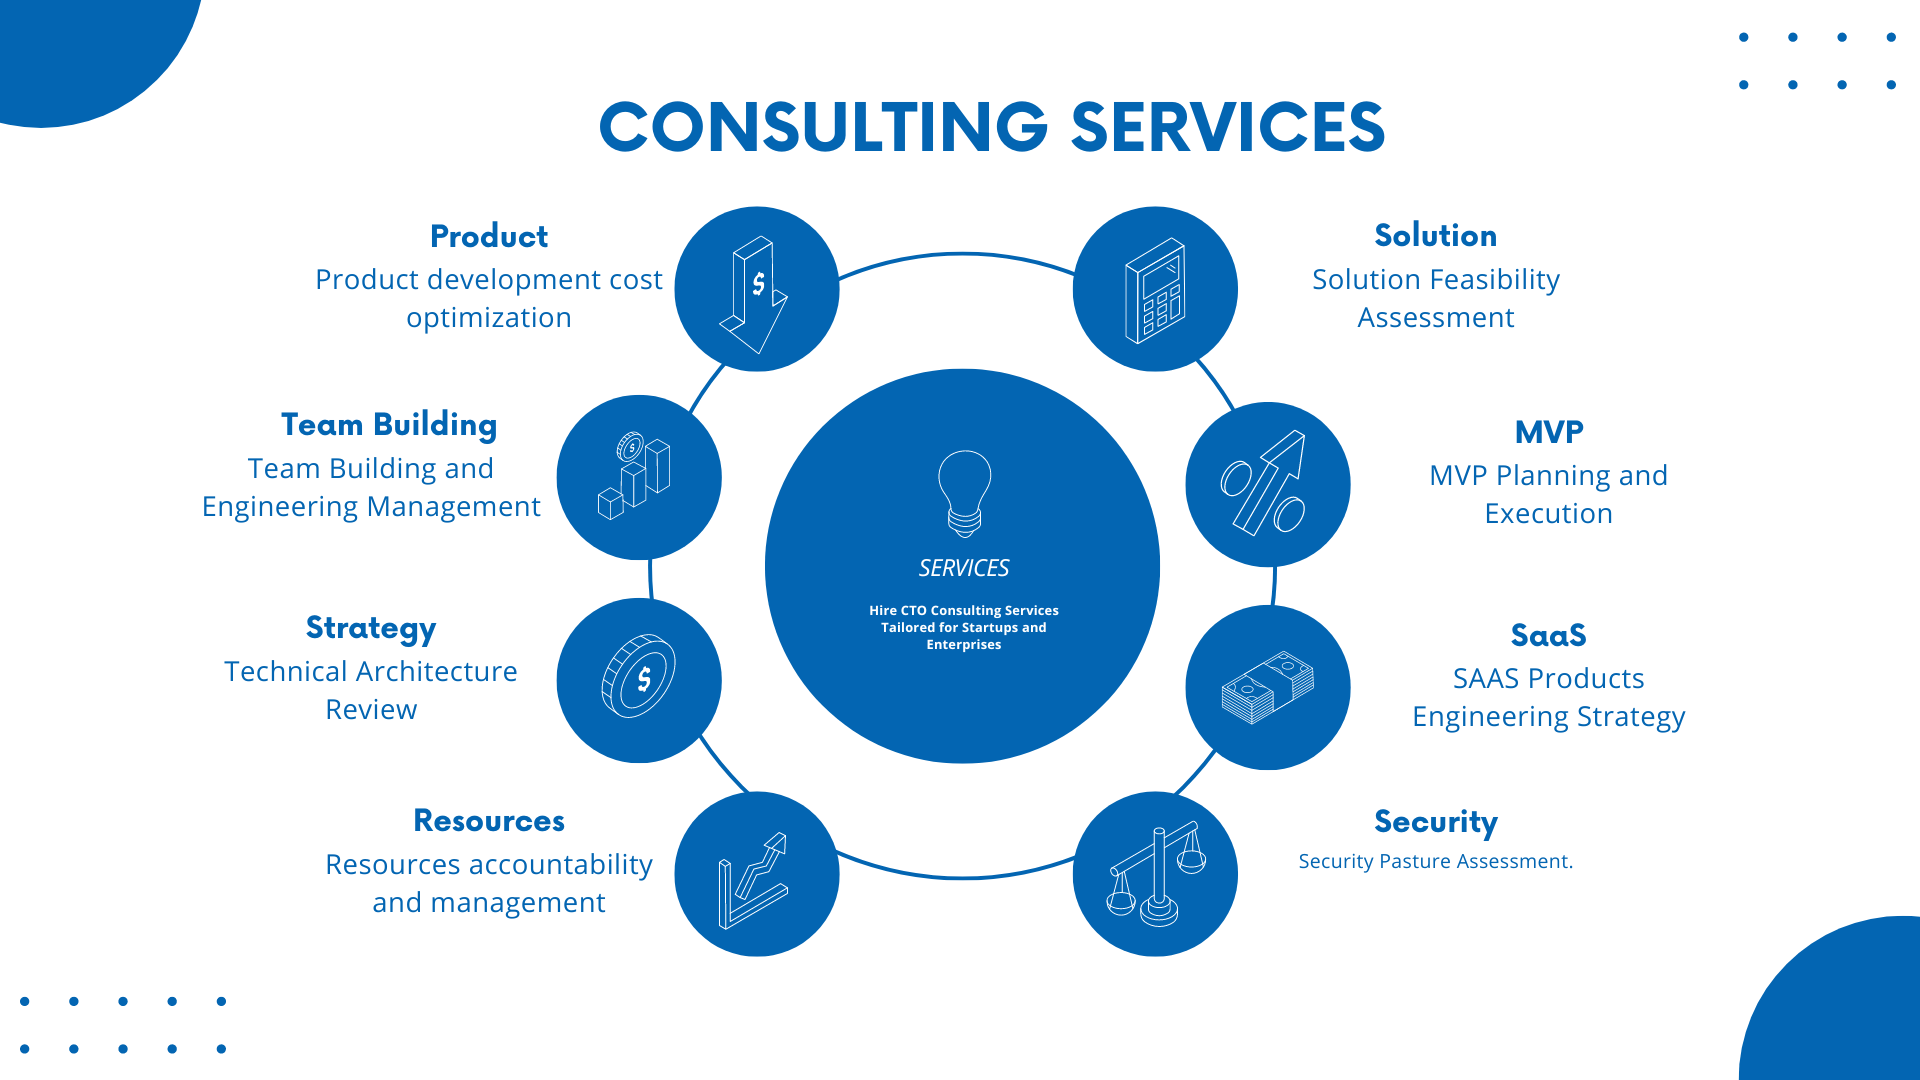 CONSULTING SERVICES
Product
Product development cost
optimization
Team Building
Team Building and
Engineering Management
Strategy
Technical Architecture
Review
Resources
Resources accountability
and management
SERVICES
Hire CTO Consulting Services
Tailored for Startups and
Enterprises
Solution
Solution Feasibility
Assessment
MVP
MVP Planning and
Execution
SaaS
SAAS Products
Engineering Strategy
Security
Security Pasture Assessment.
$
$
$